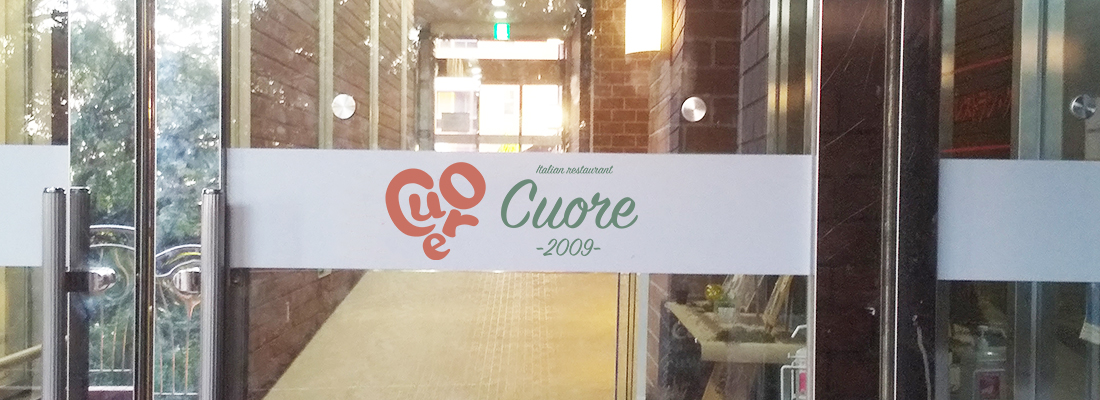 Cuore
Italian restaurant
Cuore
-2009-